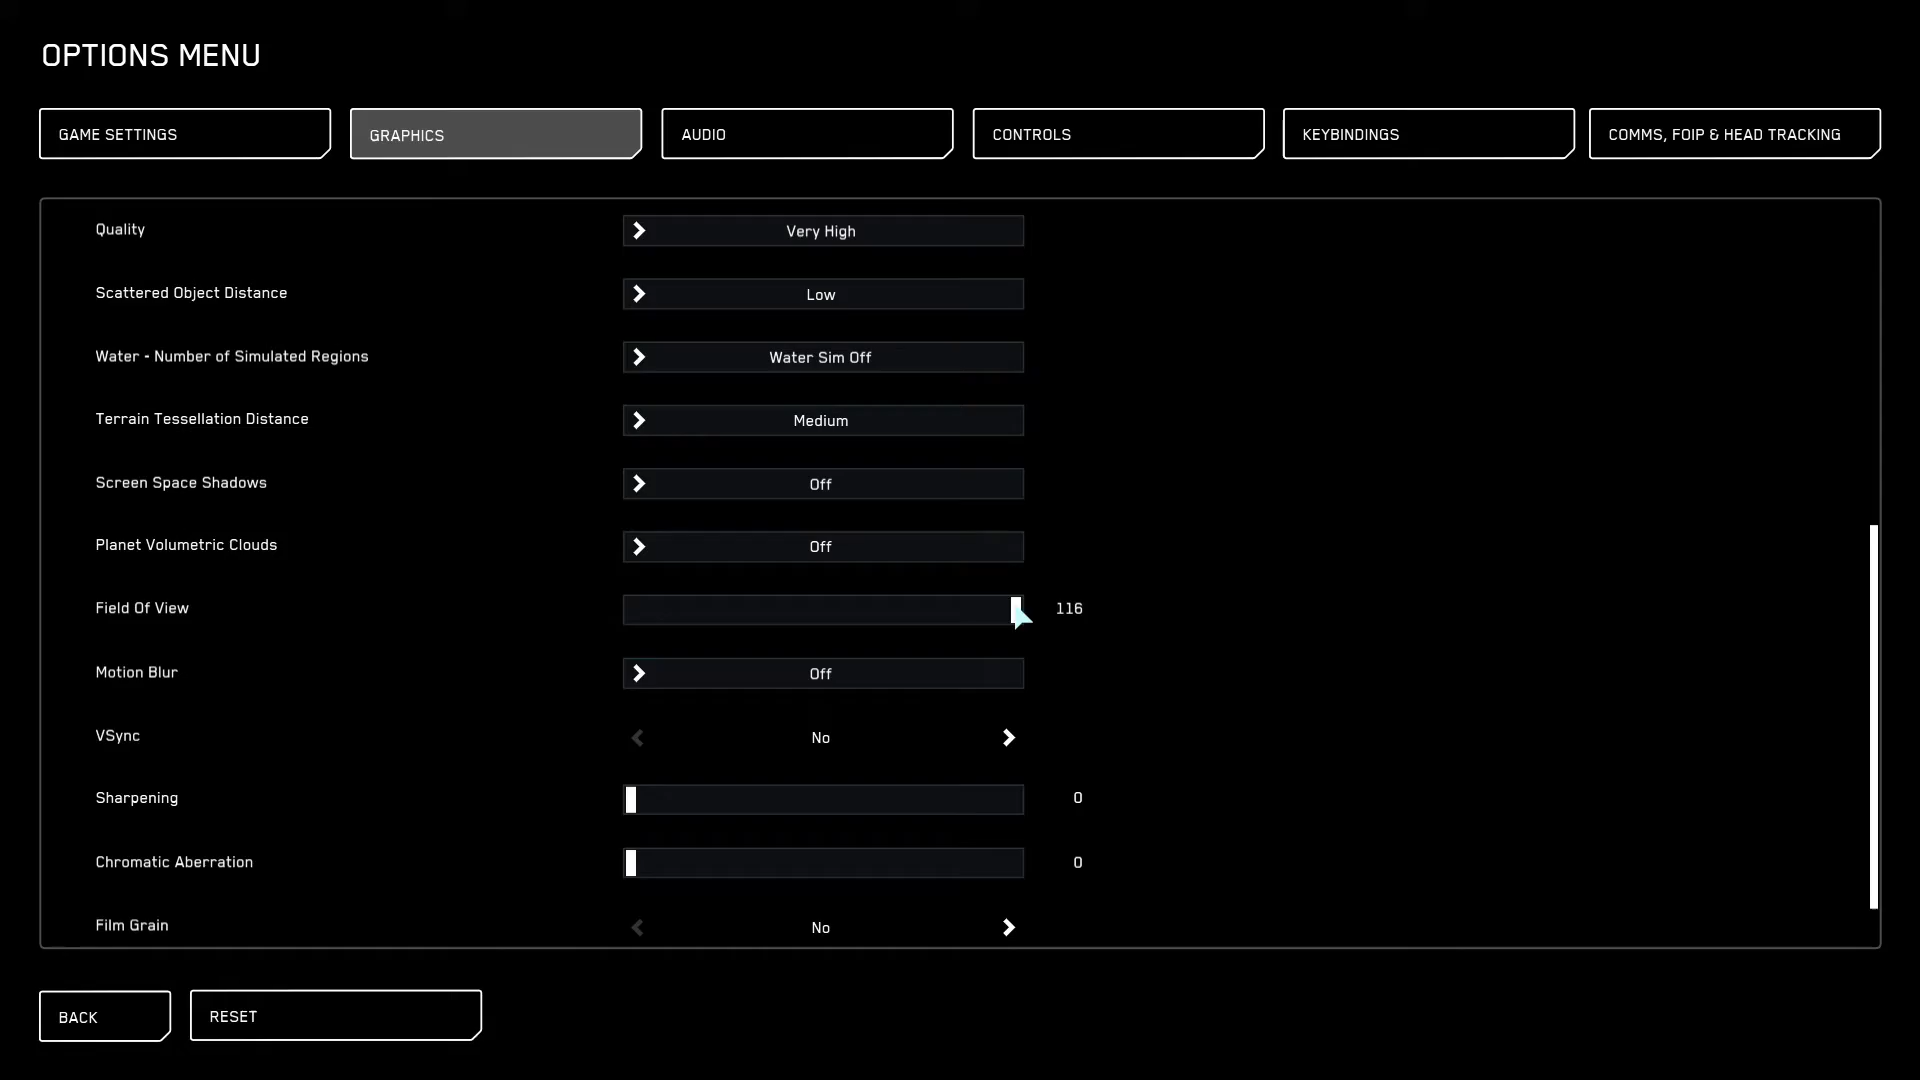 OPTIONS MENU
GAME SETTINGS
GRAPHICS
AUDIO
CONTROLS
KEYBINDINGS
COMMS, FOIP & HEAD TRACKING
Quality
Very High
Scattered Object Distance
Low
Water - Number of Simulated Regions
Water Sim Off
Terrain Tessellation Distance
Medium
Screen Space Shadows
Off
Planet Volumetric Clouds
Off
Field Of View
116
Motion Blur
Off
VSync
No
Sharpening
0
Chromatic Aberration
0
Film Grain
No
BACK
RESET